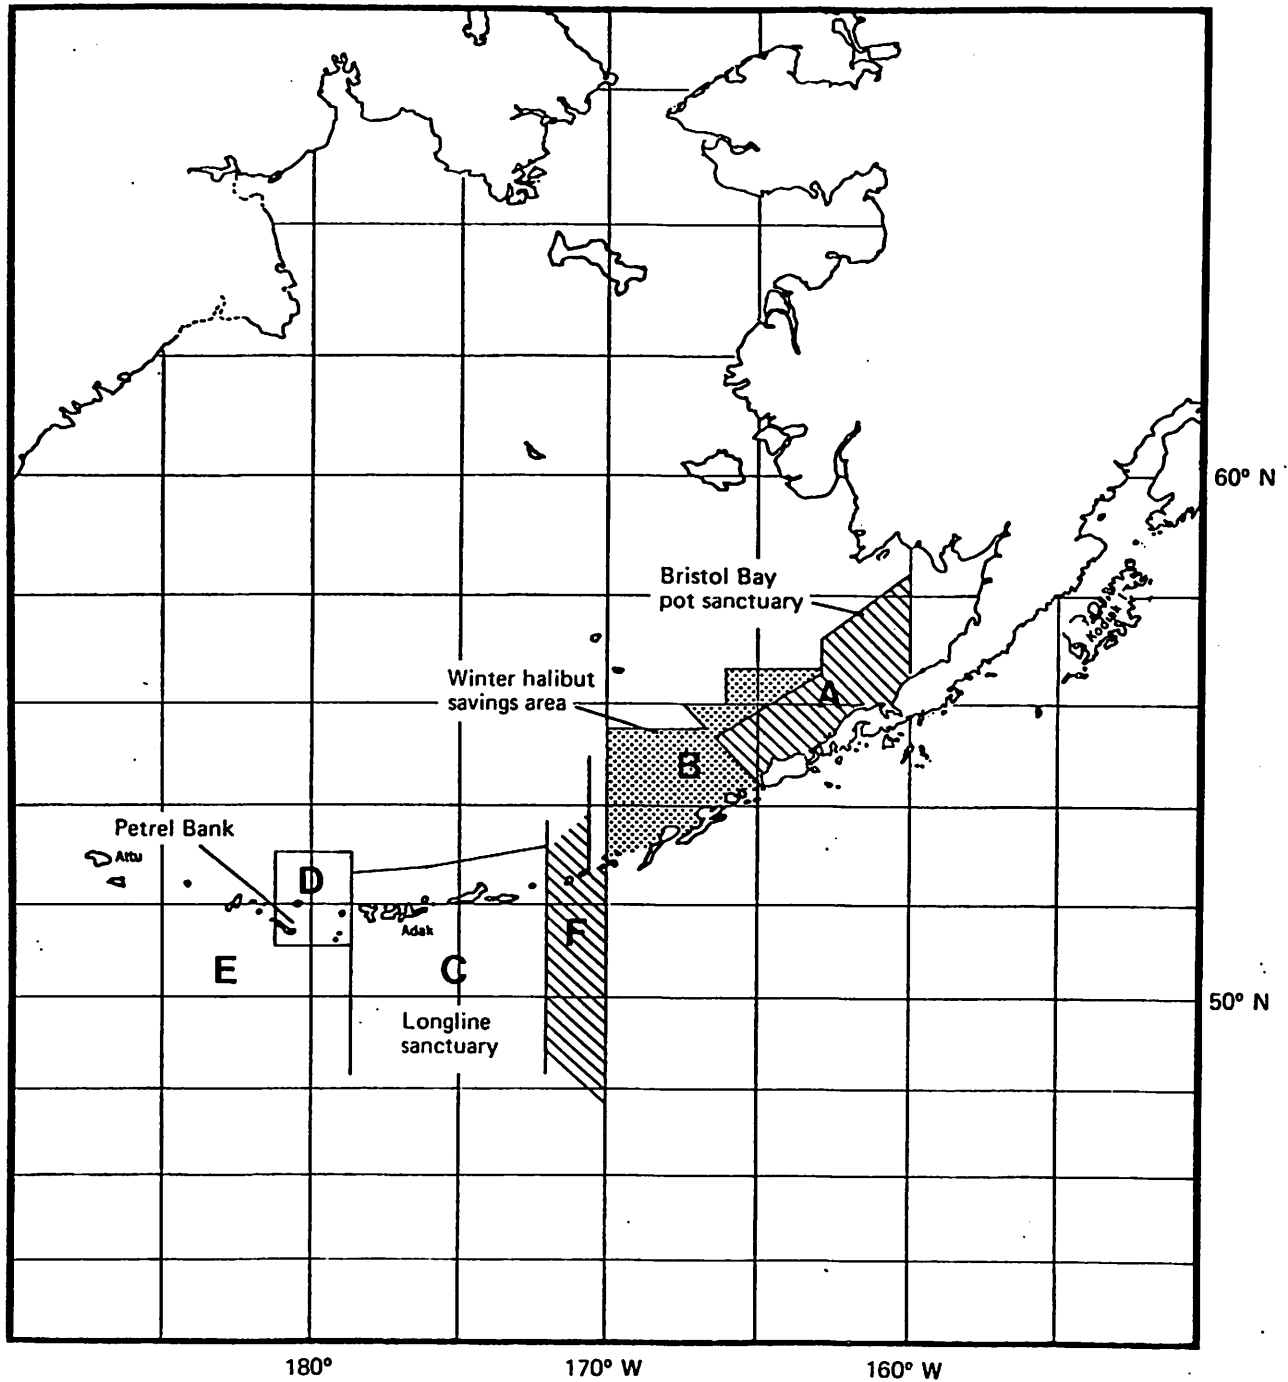 60° N
Bristol Bay
pot sanctuary
Winter halibut
savings area
A
B
Petrel Bank
Attu
D
Adak
F
E
C
50° N
Longline
sanctuary
Kodiak I
180°
170° W
160° W